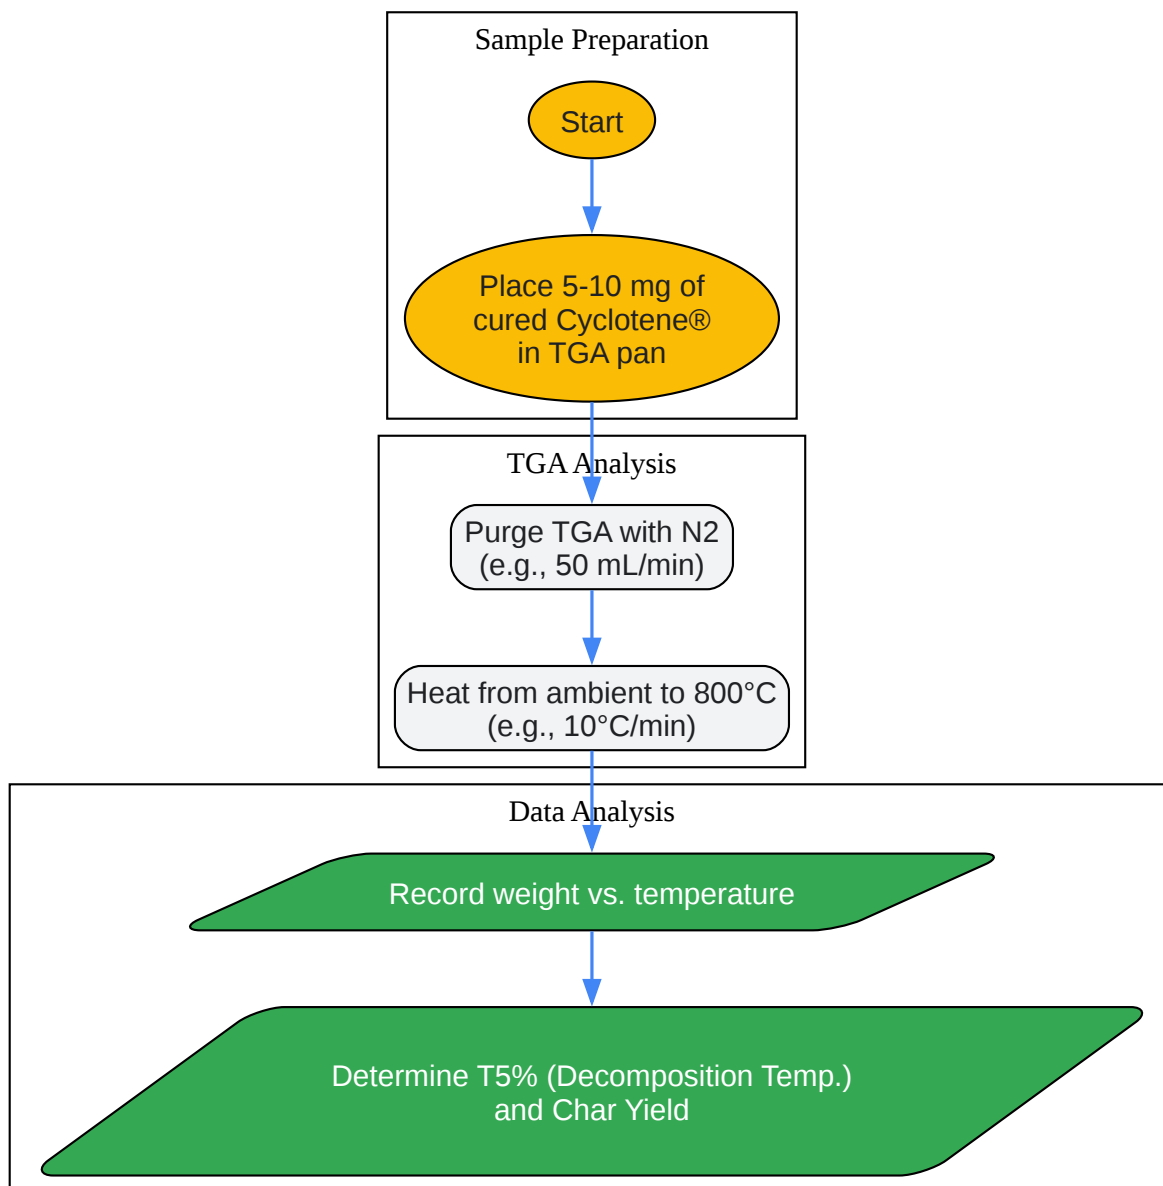 Sample Preparation
Start
Place 5-10 mg of
cured Cyclotene®
in TGA pan
TGA Analysis
Purge TGA with N2
(e.g., 50 mL/min)
Heat from ambient to 800°C
(e.g., 10°C/min)
Data Analysis
Record weight vs. temperature
Determine T5% (Decomposition Temp.)
and Char Yield